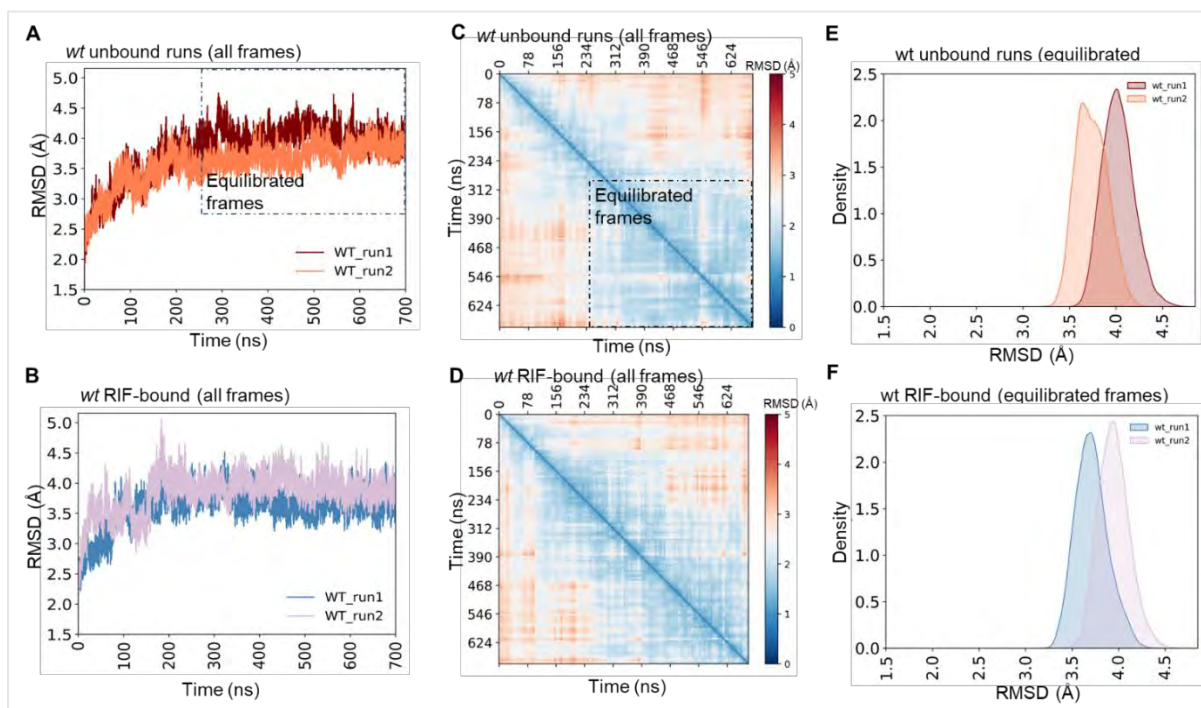 A
wt unbound runs (all frames)
5.0
4.5
4.0
3.5
3.0
2.5
2.0
1.5
RMSD (Å)
Equilibrated
frames
WT_run1
WT_run2
0
100
200
300
400
500
600
700
Time (ns)
B
wt RIF-bound (all frames)
5.0
4.5
4.0
3.5
3.0
2.5
2.0
1.5
RMSD (Å)
WT_run1
WT_run2
0
100
200
300
400
500
600
700
Time (ns)
C
wt unbound runs (all frames)
0
78
156
234
312
390
468
546
624
RMSD (Å)
0
78
156
234
312
390
468
546
624
Time (ns)
Equilibrated
frames
5
4
3
2
1
0
Time (ns)
D
wt RIF-bound (all frames)
0
78
156
234
312
390
468
546
624
RMSD (Å)
0
78
156
234
312
390
468
546
624
Time (ns)
5
4
3
2
1
0
Time (ns)
E
wt unbound runs (equilibrated
2.5
2.0
1.5
1.0
0.5
0.0
Density
wt_run1
wt_run2
1.5
2.0
2.5
3.0
3.5
4.0
4.5
RMSD (Å)
F
wt RIF-bound (equilibrated frames)
2.5
2.0
1.5
1.0
0.5
0.0
Density
wt_run1
wt_run2
1.5
2.0
2.5
3.0
3.5
4.0
4.5
RMSD (Å)